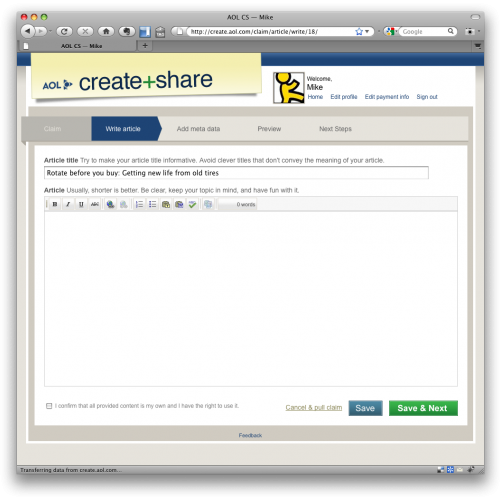 AOL CS — Mike
http://create.aol.com/claim/article/write/18/
Google
AOL CS — Mike
AOL create+share
Welcome,
Mike
Home Edit profile Edit payment info Sign out
Claim Write article Add meta data Preview Next Steps
Article title Try to make your article title informative. Avoid clever titles that don't convey the meaning of your article.
Rotate before you buy: Getting new life from old tires
Article Usually, shorter is better. Be clear, keep your topic in mind, and have fun with it.
B I U ABC 0 words
I confirm that all provided content is my own and I have the right to use it.
Cancel & pull claim Save Save & Next
Feedback
Transferring data from create.aol.com...